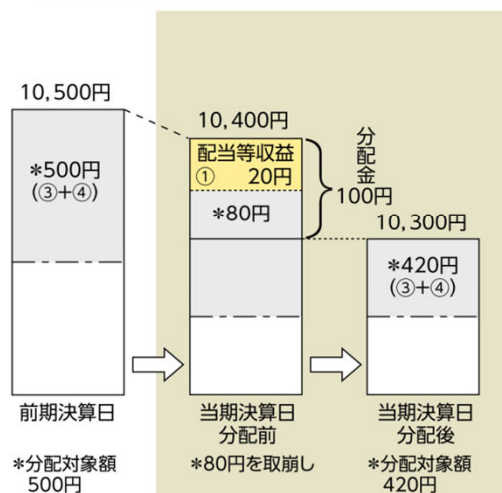 10,500円
*500円
(③+④)
前期決算日
*分配対象額
500円
10,400円
配当等収益
① 20円
*80円
分配金
100円
当期決算日
分配前
*80円を取崩し
10,300円
*420円
(③+④)
当期決算日
分配後
*分配対象額
420円